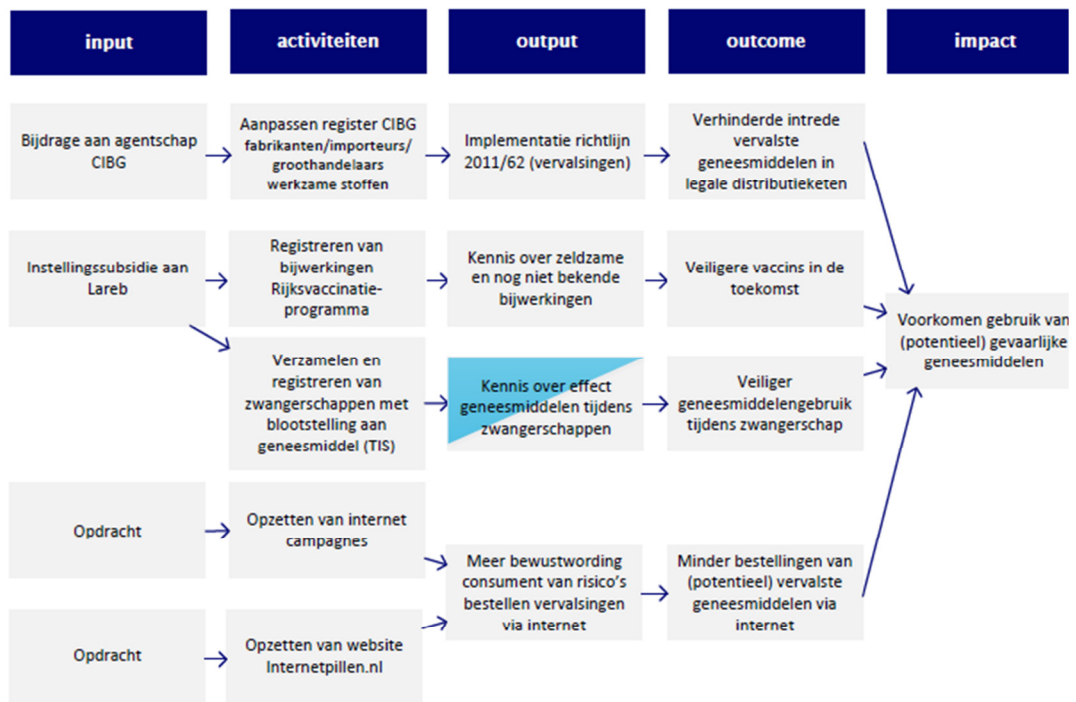 input
activiteiten
output
outcome
impact
Bijdrage aan agentschap
CIBG
Aanpassen register CIBG
fabrikanten/importeurs/
groothandelaars
werkzame stoffen
Implementatie richtlijn
2011/62 (vervalsingen)
Verhinderde intrede
vervalste
geneesmiddelen in
legale distributieketen
Instellingssubsidie aan
Lareb
Registreren van
bijwerkingen
Rijksvaccinatie-
programma
Kennis over zeldzame
en nog niet bekende
bijwerkingen
Veiligere vaccins in de
toekomst
Voorkomen gebruik van
(potentieel) gevaarlijke
geneesmiddelen
Verzamelen en
registreren van
zwangerschappen met
blootstelling aan
geneesmiddel (TIS)
Kennis over effect
geneesmiddelen tijdens
zwangerschappen
Veiliger
geneesmiddelengebruik
tijdens zwangerschap
Opdracht
Opzetten van internet
campagnes
Meer bewustwording
consument van risico's
bestellen vervalsingen
via internet
Minder bestellingen van
(potentieel) vervalste
geneesmiddelen via
internet
Opdracht
Opzetten van website
Internetpillen.nl